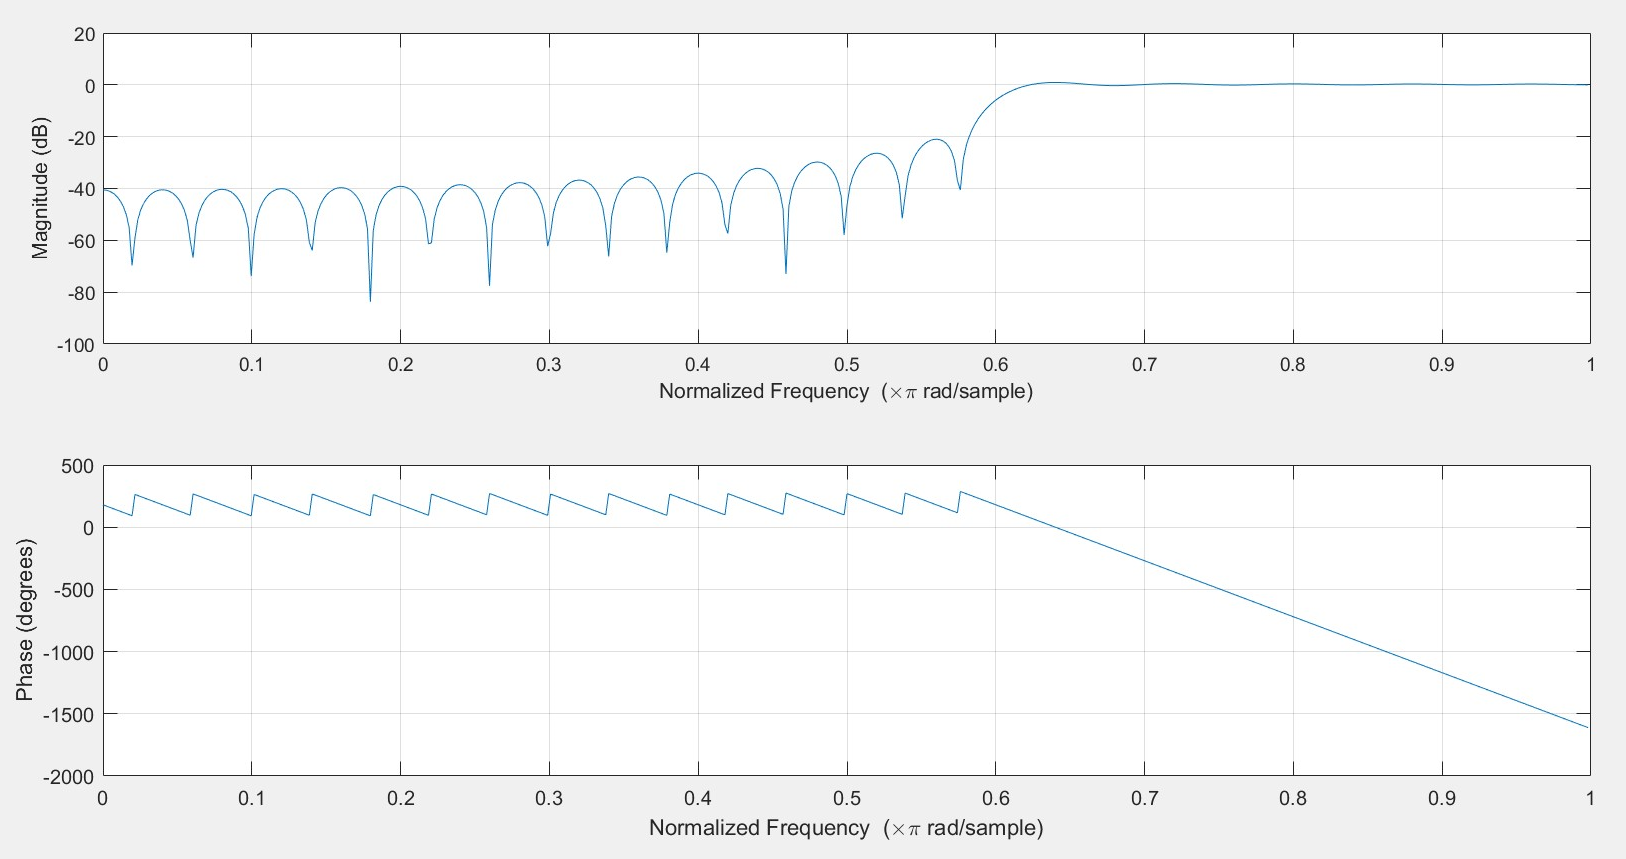 20
0
-20
-40
-60
-80
-100
Magnitude (dB)
0 0.1 0.2 0.3 0.4 0.5 0.6 0.7 0.8 0.9 1
Normalized Frequency (×π rad/sample)
500
0
-500
-1000
-1500
-2000
Phase (degrees)
0 0.1 0.2 0.3 0.4 0.5 0.6 0.7 0.8 0.9 1
Normalized Frequency (×π rad/sample)